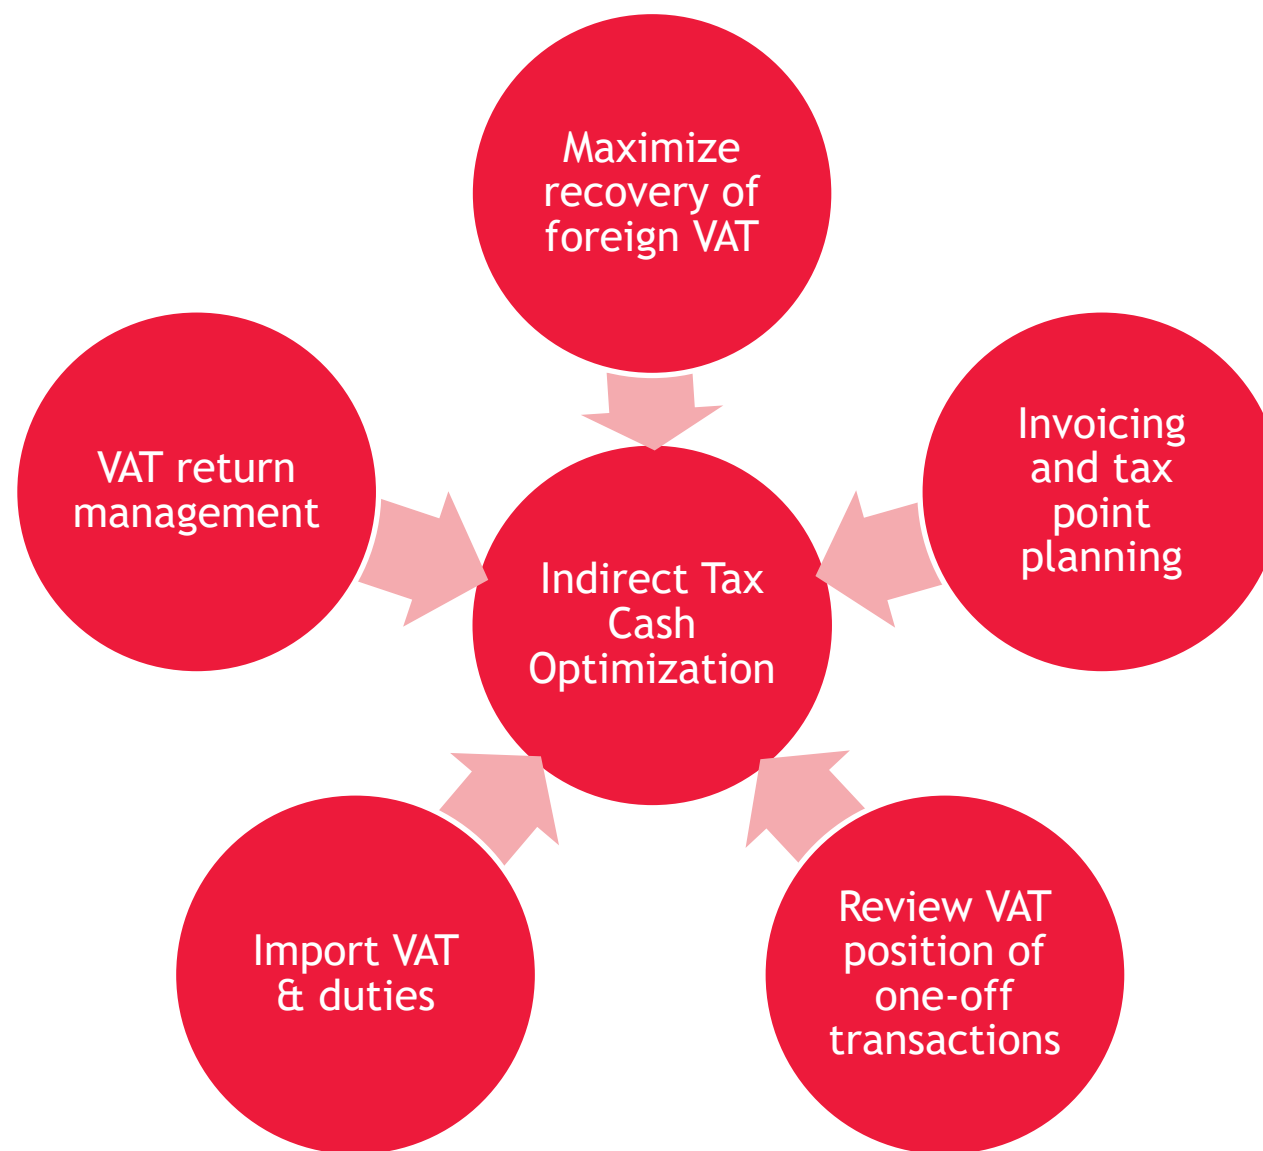 Maximize
recovery of
foreign VAT
VAT return
management
Invoicing
and tax
point
planning
Indirect Tax
Cash
Optimization
Import VAT
& duties
Review VAT
position of
one-off
transactions